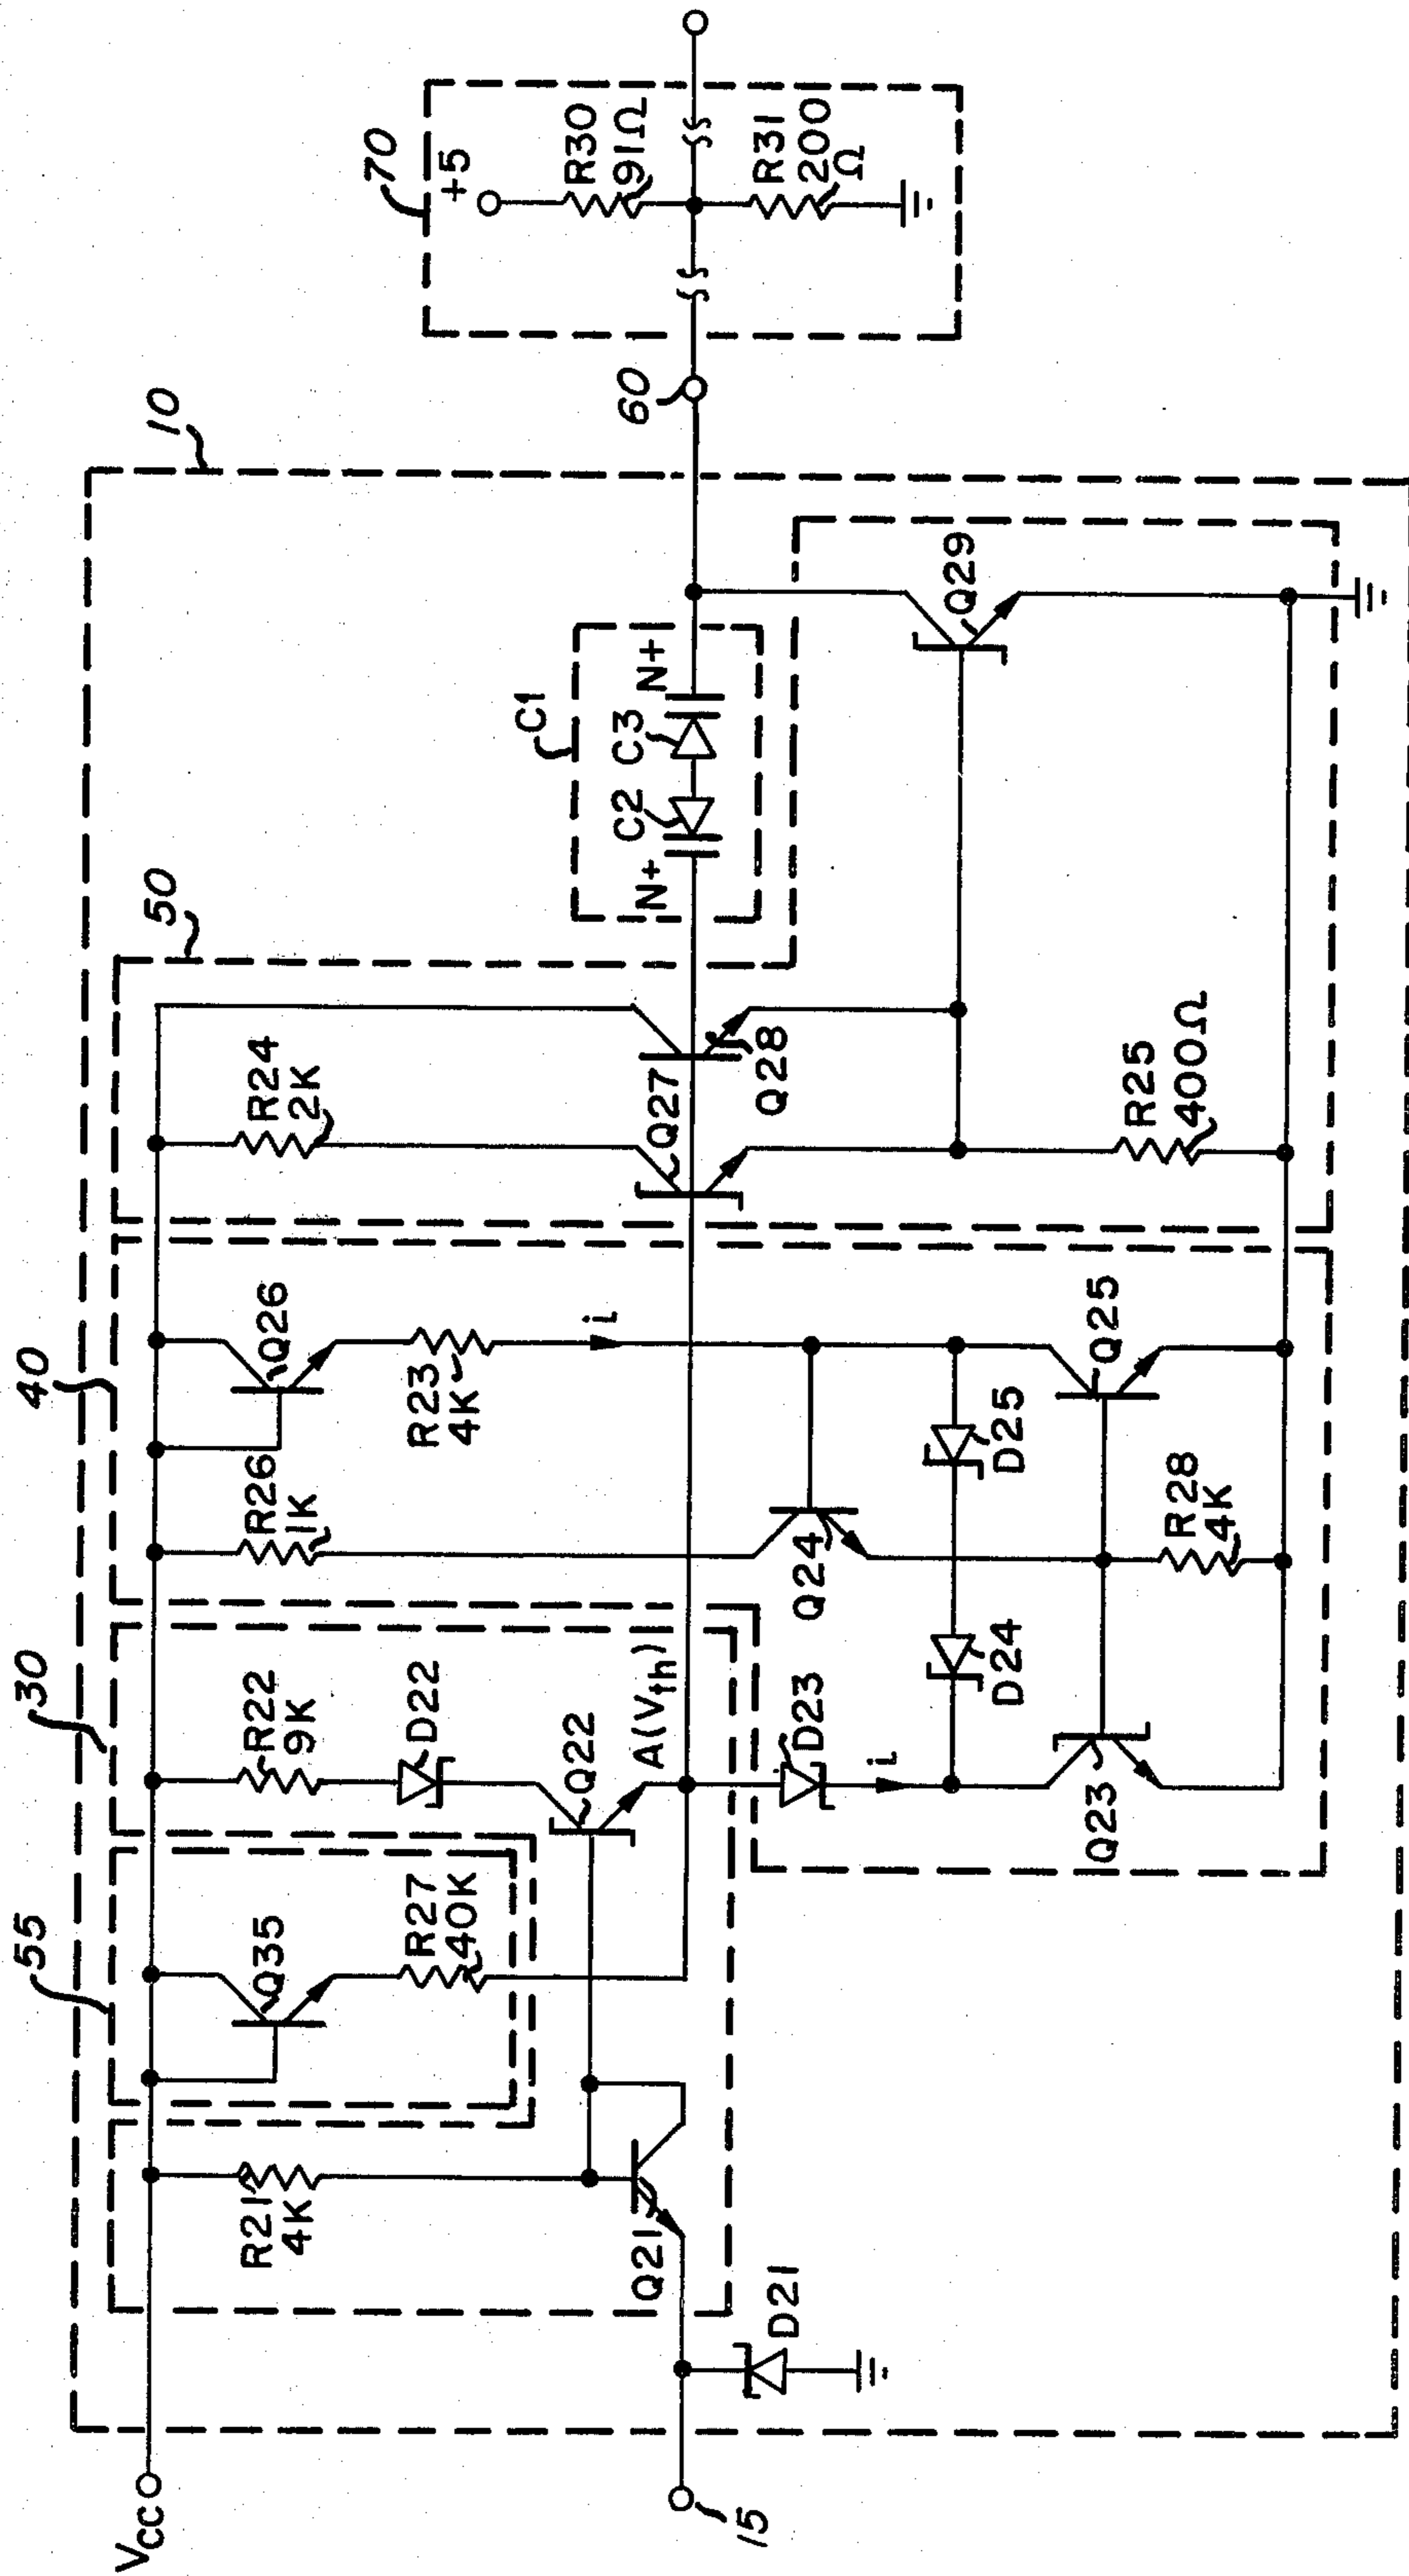 70
+5
R30
91Ω
R31
200
Ω
10
60
50
C1
N+
C2
C3
N+
Q29
R24
2K
Q27
Q28
R25
400Ω
40
Q26
R26
1K
R23
4K
i
Q24
D25
Q25
R28
4K
D24
30
R22
9K
D22
Q22
A(Vth)
D23
i
Q23
55
Q35
R27
40K
R21
4K
Q21
D21
VCC
15